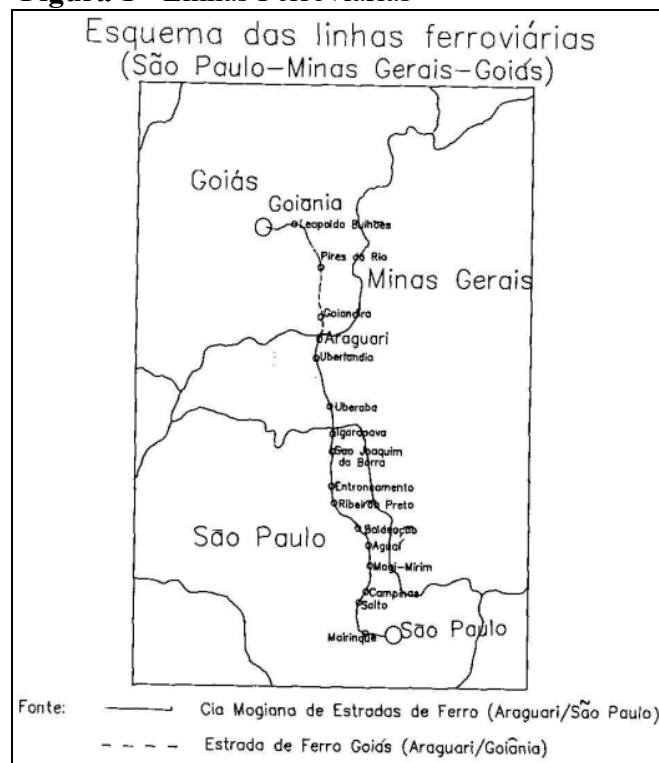 Figura 1 - Linhas Ferroviárias
Esquema das linhas ferroviárias
(São Paulo-Minas Gerais-Goiás)
Goiás
Goiânia
Leopoldo Bulhões
Pires do Rio
Minas Gerais
Goiandira
Araguari
Uberlandia
Uberaba
Igarapava
São Joaquim
da Barra
Entroncamento
Ribeirão Preto
São Paulo
Baldeação
Aguaí
Mogi-Mirim
Campinas
Salto
Mairinque
São Paulo
Fonte:
Cia Mogiana de Estradas de Ferro (Araguari/São Paulo)
Estrada de Ferro Goiás (Araguari/Goiânia)